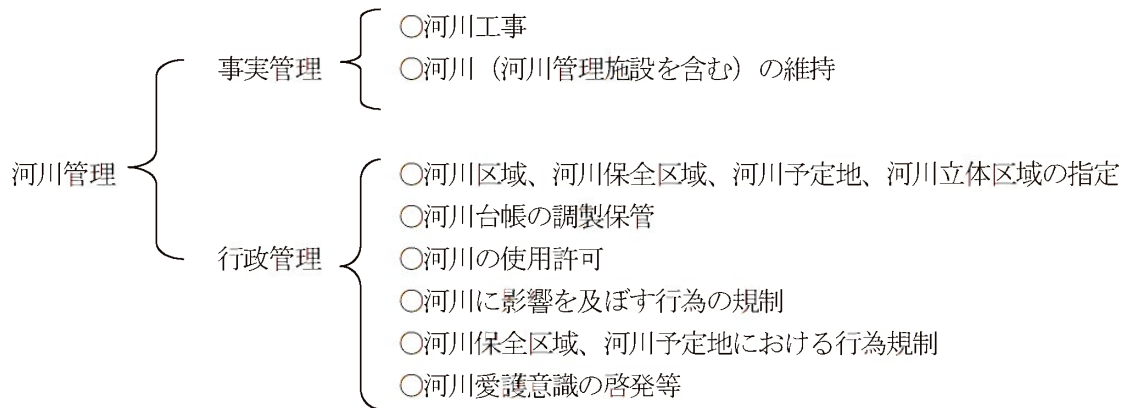 ○河川工事
事実管理
○河川（河川管理施設を含む）の維持
河川管理
○河川区域、河川保全区域、河川予定地、河川立体区域の指定
○河川台帳の調製保管
行政管理
○河川の使用許可
○河川に影響を及ぼす行為の規制
○河川保全区域、河川予定地における行為規制
○河川愛護意識の啓発等